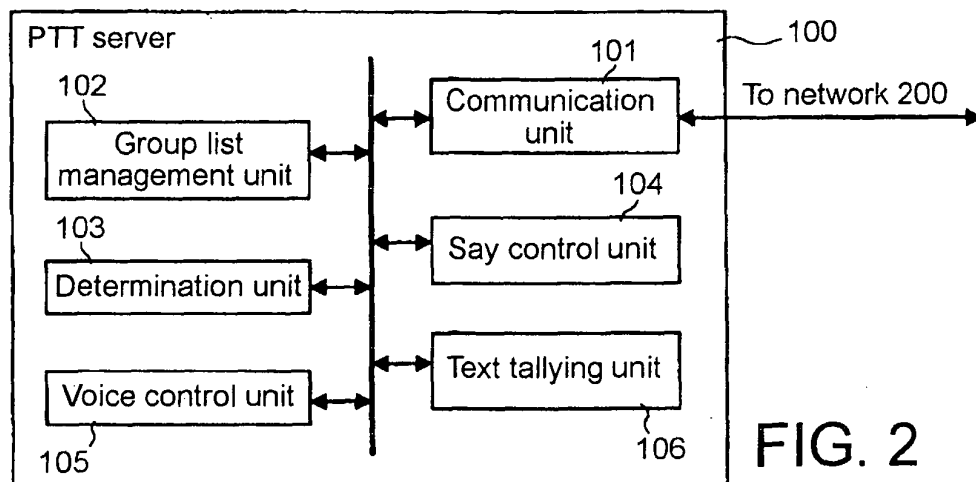 PTT server
100
101
Communication
unit
To network 200
102
Group list
management unit
104
Say control unit
103
Determination unit
Text tallying unit
106
Voice control unit
105
FIG. 2